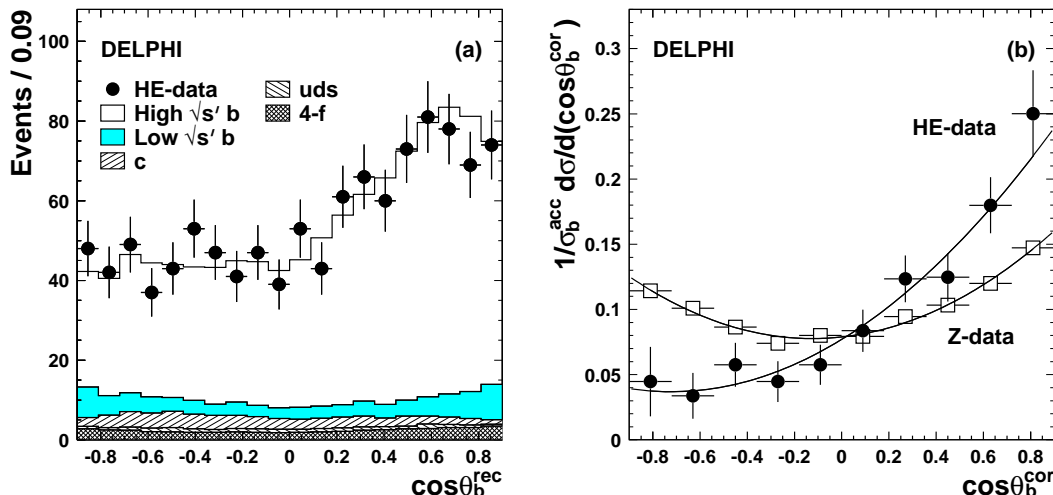 Events / 0.09
100
80
60
40
20
0
DELPHI (a)
HE-data
High √s′ b
Low √s′ b
c
uds
4-f
-0.8 -0.6 -0.4 -0.2 0 0.2 0.4 0.6 0.8
cosθ_b^rec
1/σ_b^acc dσ/d(cosθ_b^cor)
0.3
0.25
0.2
0.15
0.1
0.05
0
DELPHI (b)
HE-data
Z-data
-0.8 -0.6 -0.4 -0.2 0 0.2 0.4 0.6 0.8
cosθ_b^cor